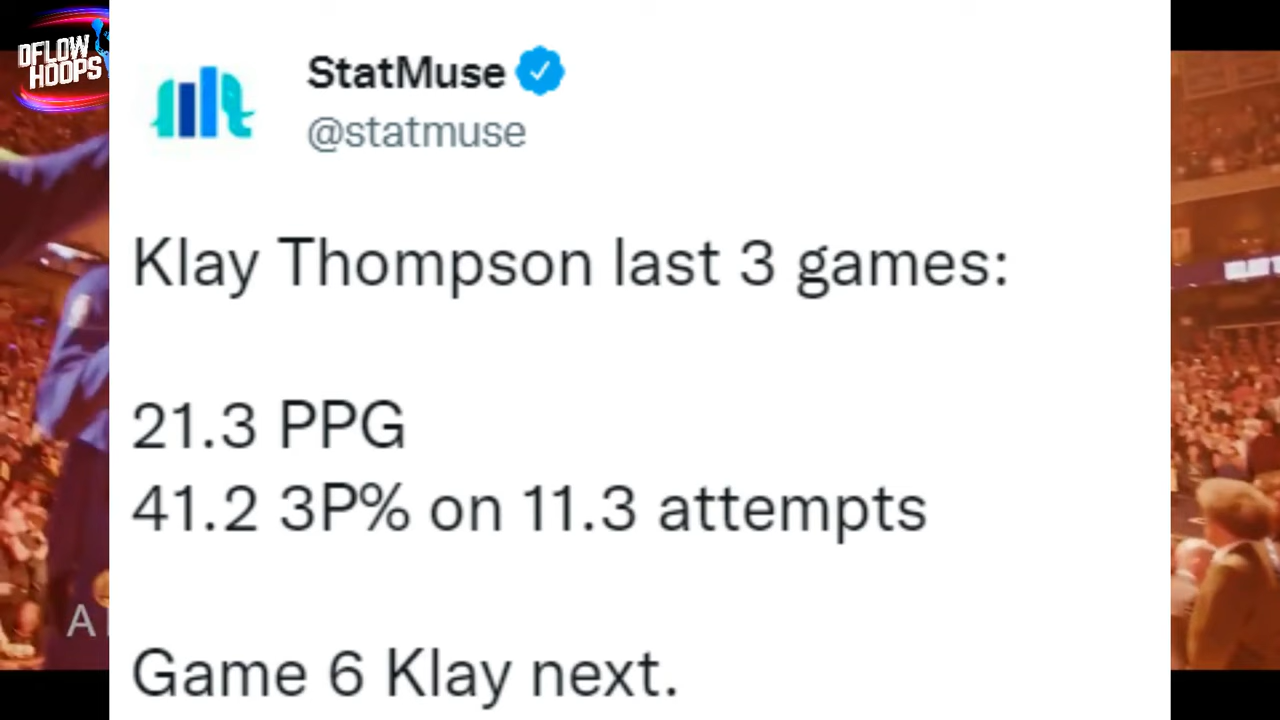 DFLOW
HOOPS
StatMuse
@statmuse
Klay Thompson last 3 games:
21.3 PPG
41.2 3P% on 11.3 attempts
A
Game 6 Klay next.